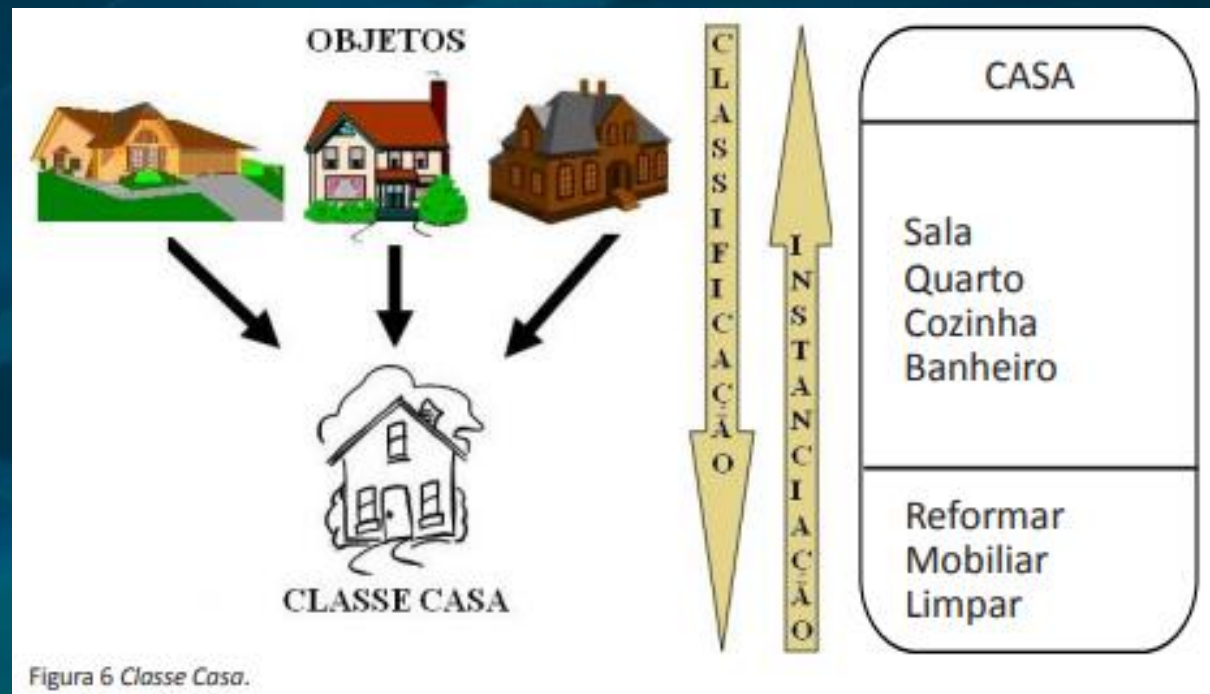 OBJETOS
CLASSE CASA
CLASSIFICAÇÃO
INSTANCIAÇÃO
CASA
Sala
Quarto
Cozinha
Banheiro
Reformar
Mobiliar
Limpar
Figura 6 Classe Casa.